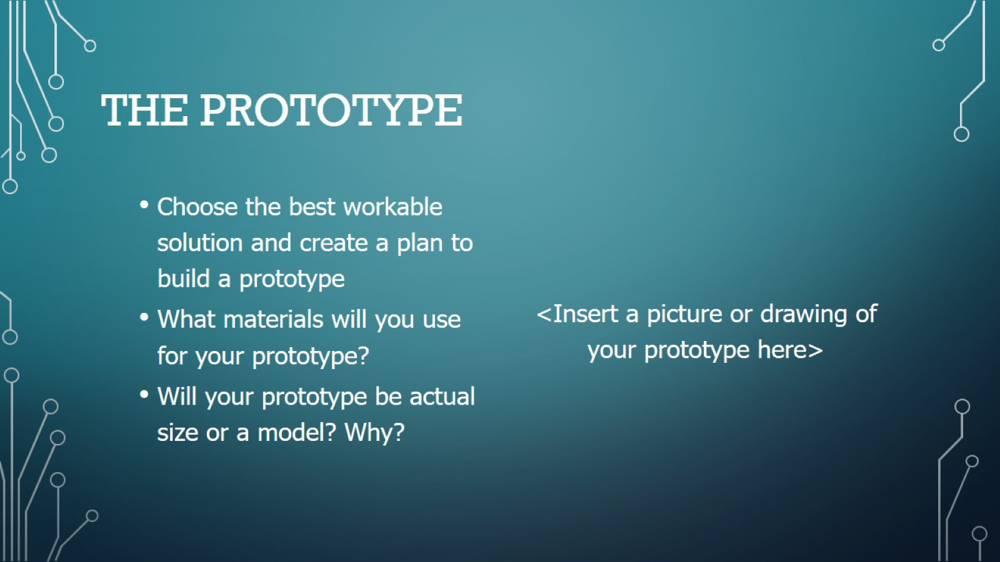 THE PROTOTYPE
• Choose the best workable
solution and create a plan to
build a prototype
• What materials will you use
for your prototype?
• Will your prototype be actual
size or a model? Why?
<Insert a picture or drawing of
your prototype here>